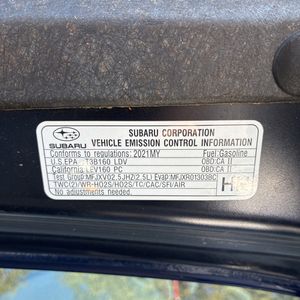 SUBARU CORPORATION
SUBARU VEHICLE EMISSION CONTROL INFORMATION
Conforms to regulations: 2021MY Fuel:Gasoline
U.S.EPA T3B160 LDV OBD:CA II
California LEV160 PC OBD:CA II
Test Group:MFJXV02.5JHZ(2.5L) Evap:MFJXR0130
TWC(2)/WR-HO2S/HO2S/TC/CAC/SFI/AIR
No adjustments needed.
H